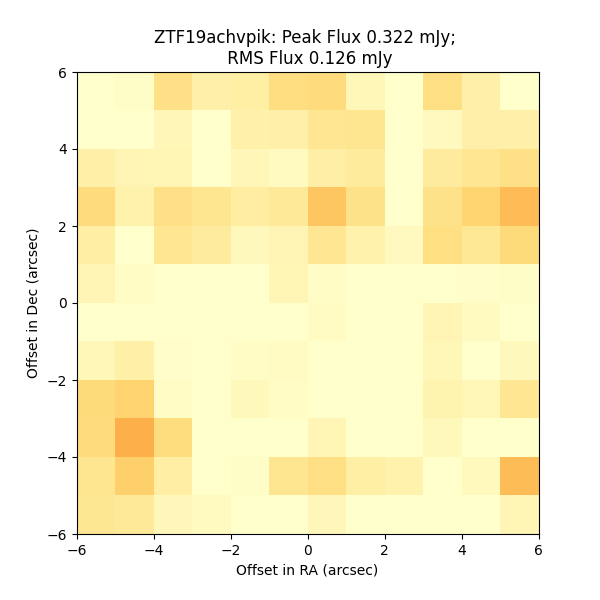 ZTF19achvpik: Peak Flux 0.322 mJy;
RMS Flux 0.126 mJy
6
4
2
0
−2
−4
−6
Offset in Dec (arcsec)
−6 −4 −2 0 2 4 6
Offset in RA (arcsec)